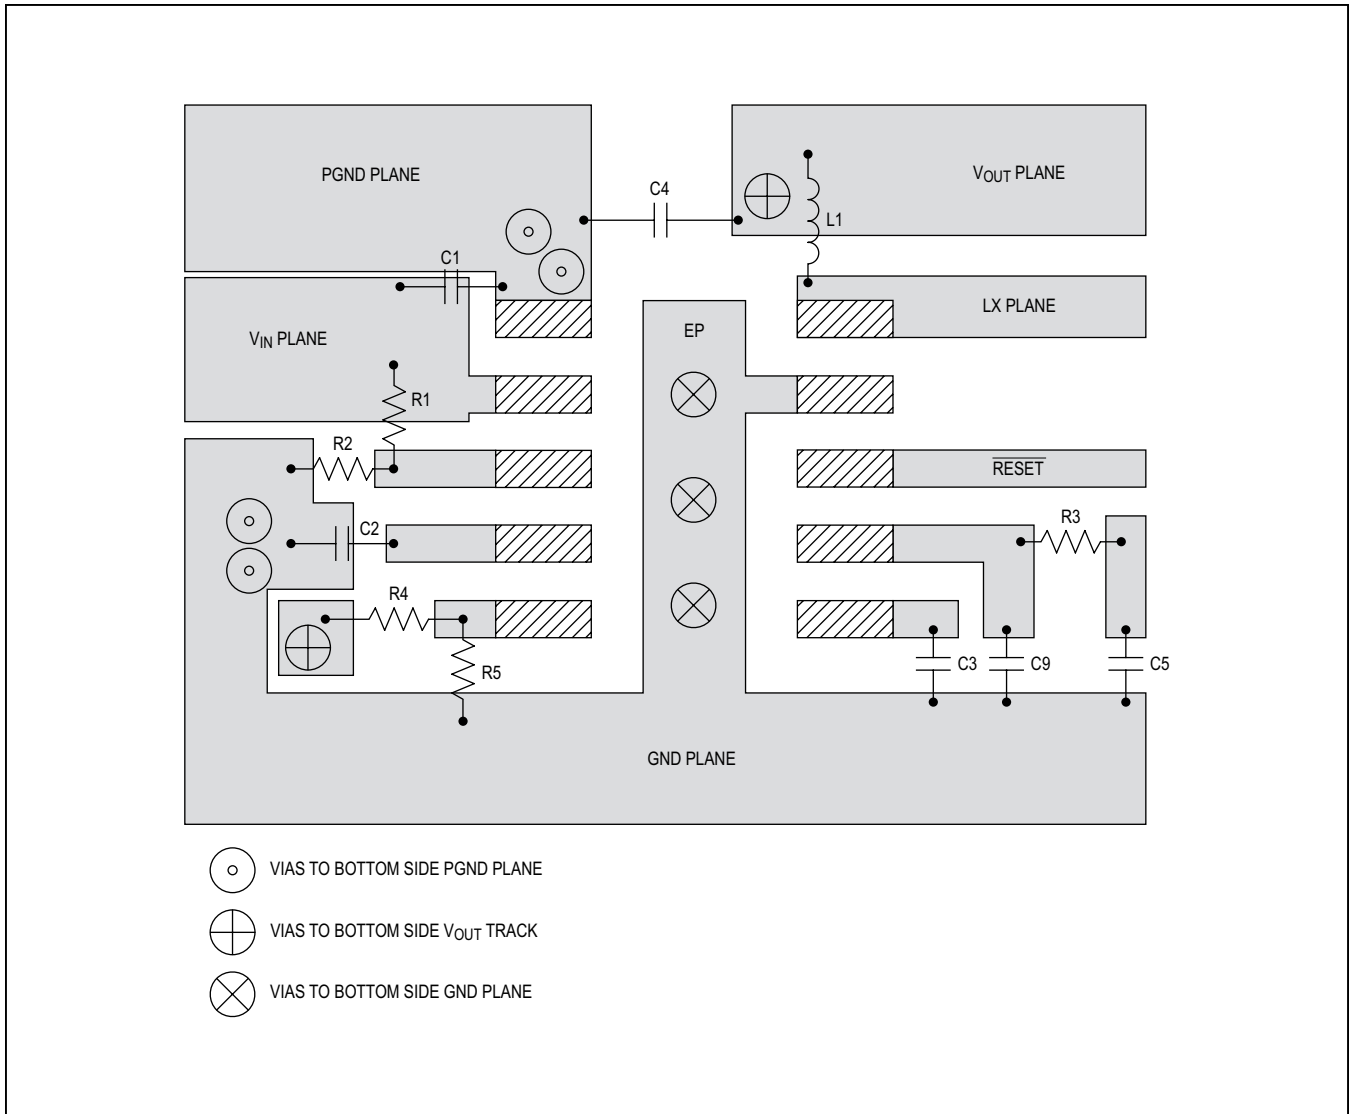 PGND PLANE
VOUT PLANE
C4
L1
C1
LX PLANE
VIN PLANE
EP
R1
R2
RESET
R3
C2
R4
R5
C3
C9
C5
GND PLANE
VIAS TO BOTTOM SIDE PGND PLANE
VIAS TO BOTTOM SIDE VOUT TRACK
VIAS TO BOTTOM SIDE GND PLANE